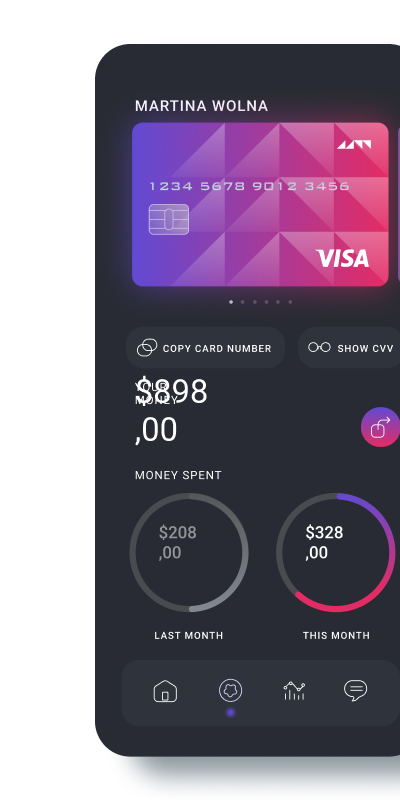 MARTINA WOLNA
1234 5678 9012 3456
VISA
COPY CARD NUMBER
SHOW CVV
YOUR
MONEY
$898
,00
MONEY SPENT
$208
,00
$328
,00
LAST MONTH
THIS MONTH